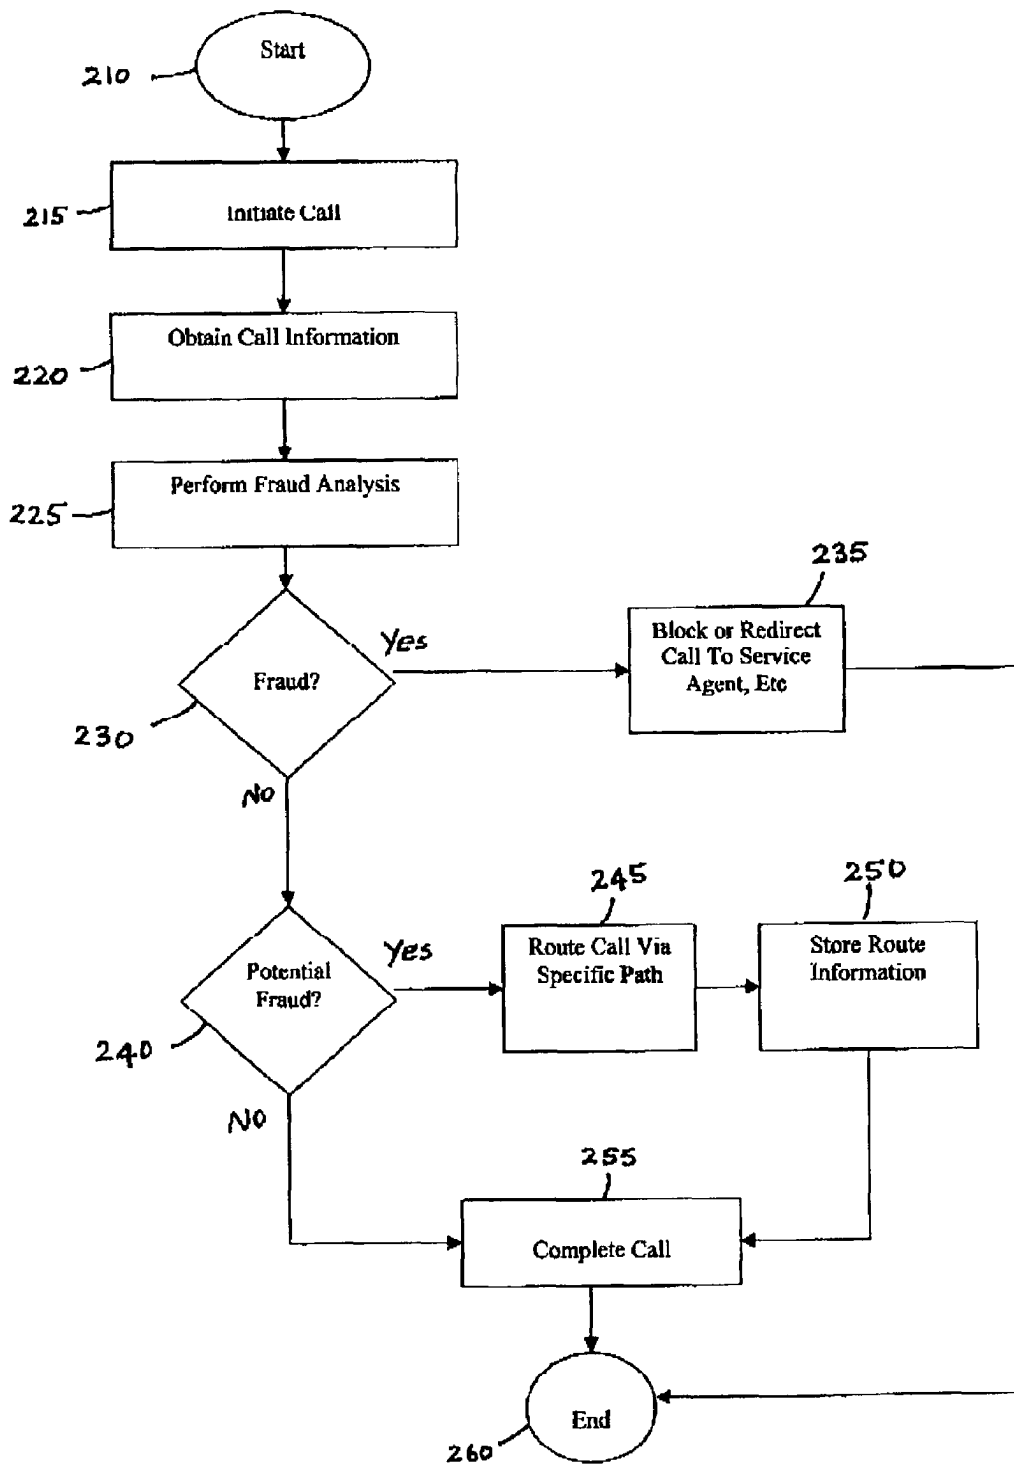 Start
210
Initiate Call
215
Obtain Call Information
220
Perform Fraud Analysis
225
235
Yes
Block or Redirect
Call To Service
Agent, Etc
Fraud?
230
NO
245
250
Yes
Route Call Via
Specific Path
Store Route
Information
Potential
Fraud?
240
NO
255
Complete Call
End
260